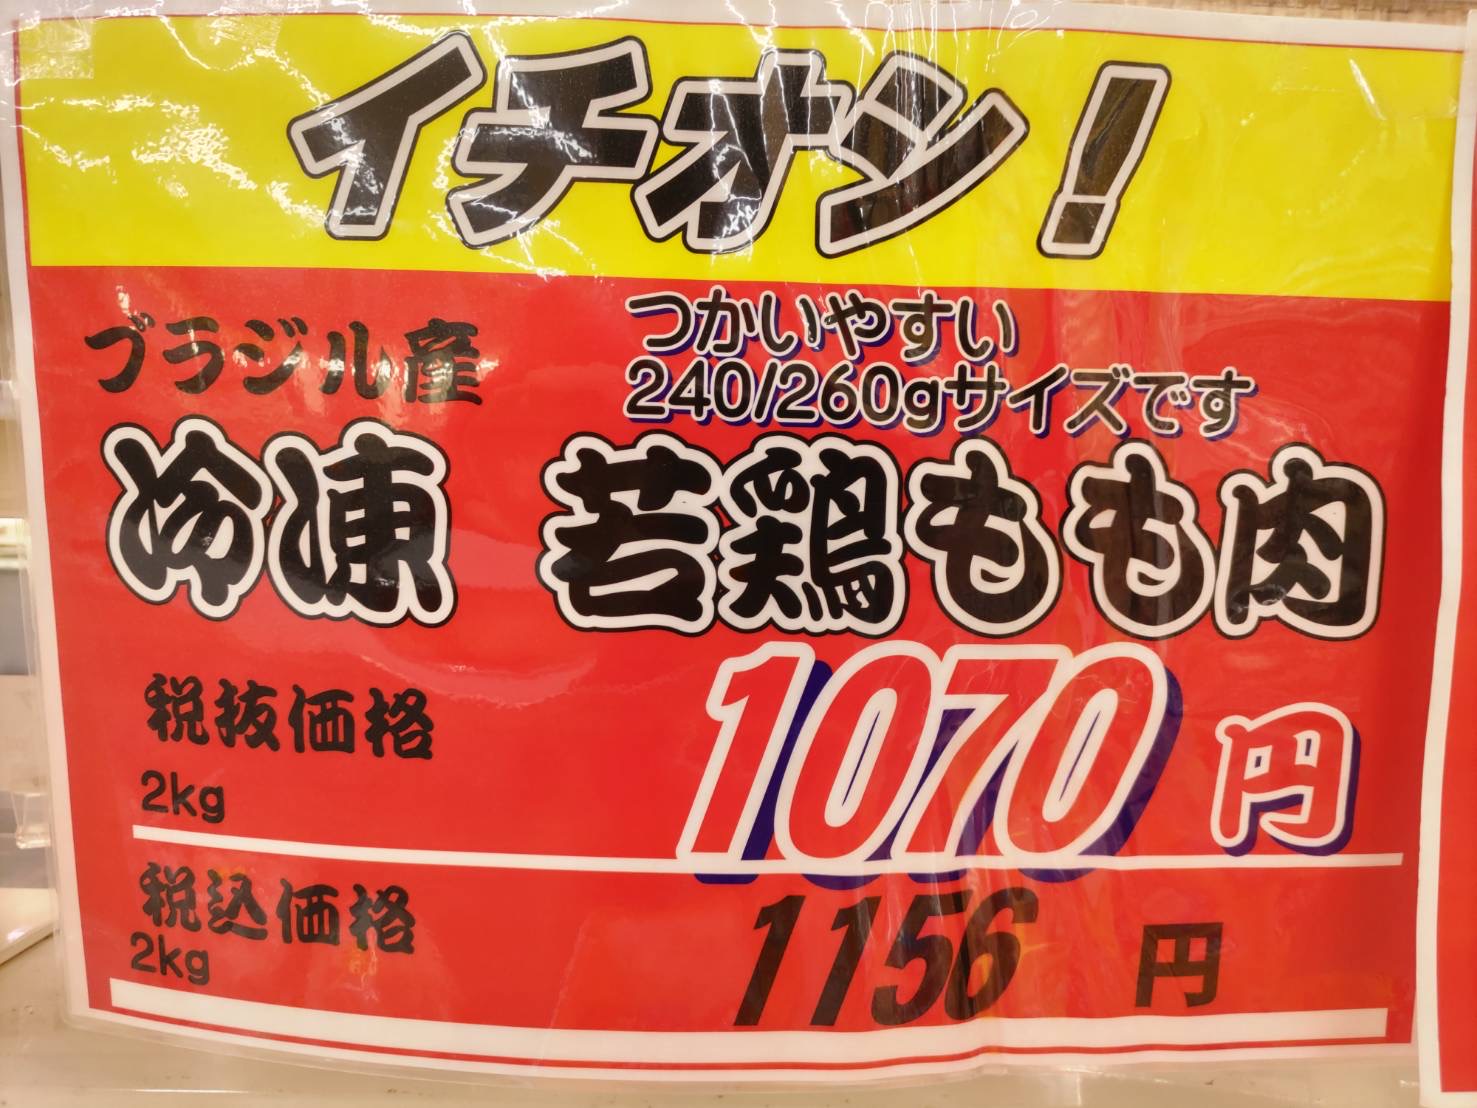 イチオシ!
ブラジル産
つかいやすい
240/260gサイズです
冷凍 若鶏もも肉
税抜価格
2kg
1070円
税込価格
2kg
1156円